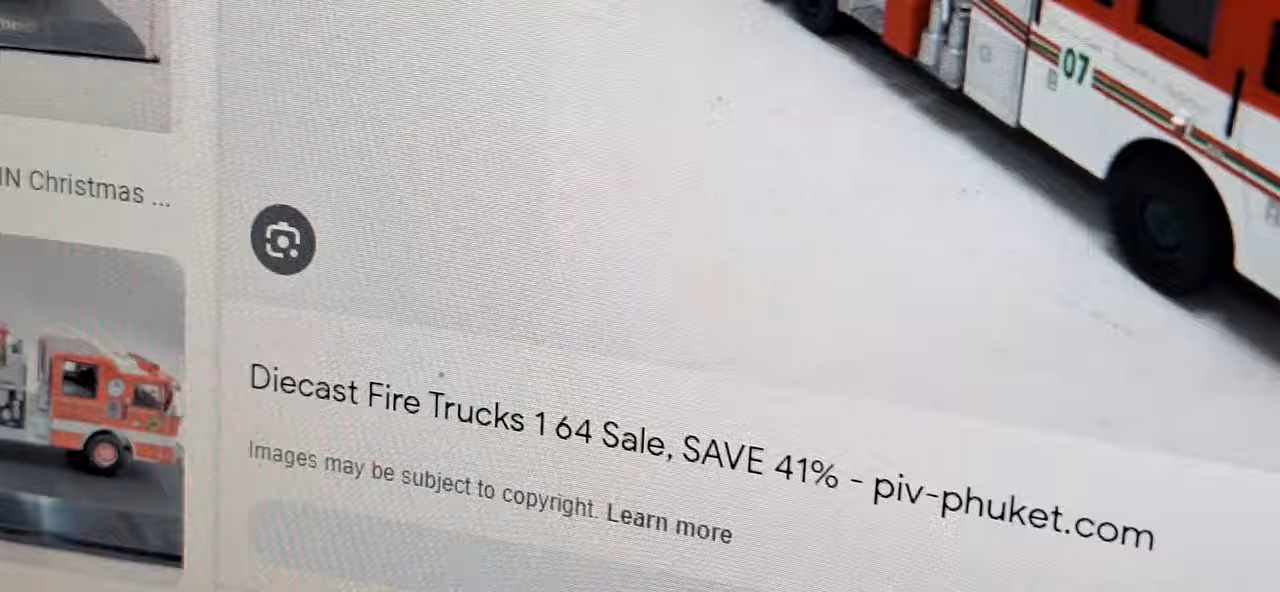 07
IN Christmas ...
Diecast Fire Trucks 1 64 Sale, SAVE 41% - piv-phuket.com
Images may be subject to copyright. Learn more